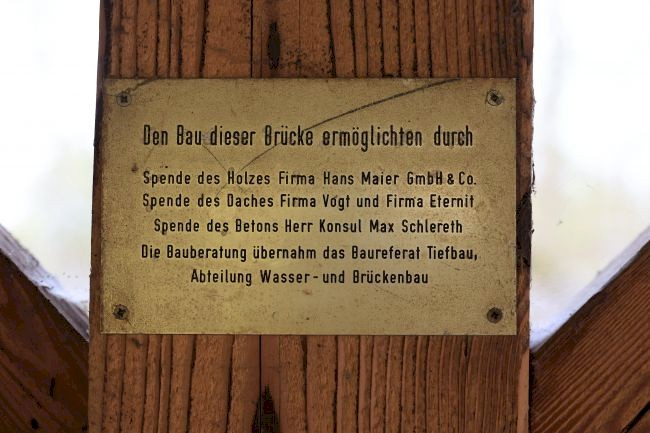 Den Bau dieser Brücke ermöglichten durch
Spende des Holzes Firma Hans Maier GmbH & Co.
Spende des Daches Firma Vogt und Firma Eternit
Spende des Betons Herr Konsul Max Schlereth
Die Bauberatung übernahm das Baureferat Tiefbau,
Abteilung Wasser- und Brückenbau